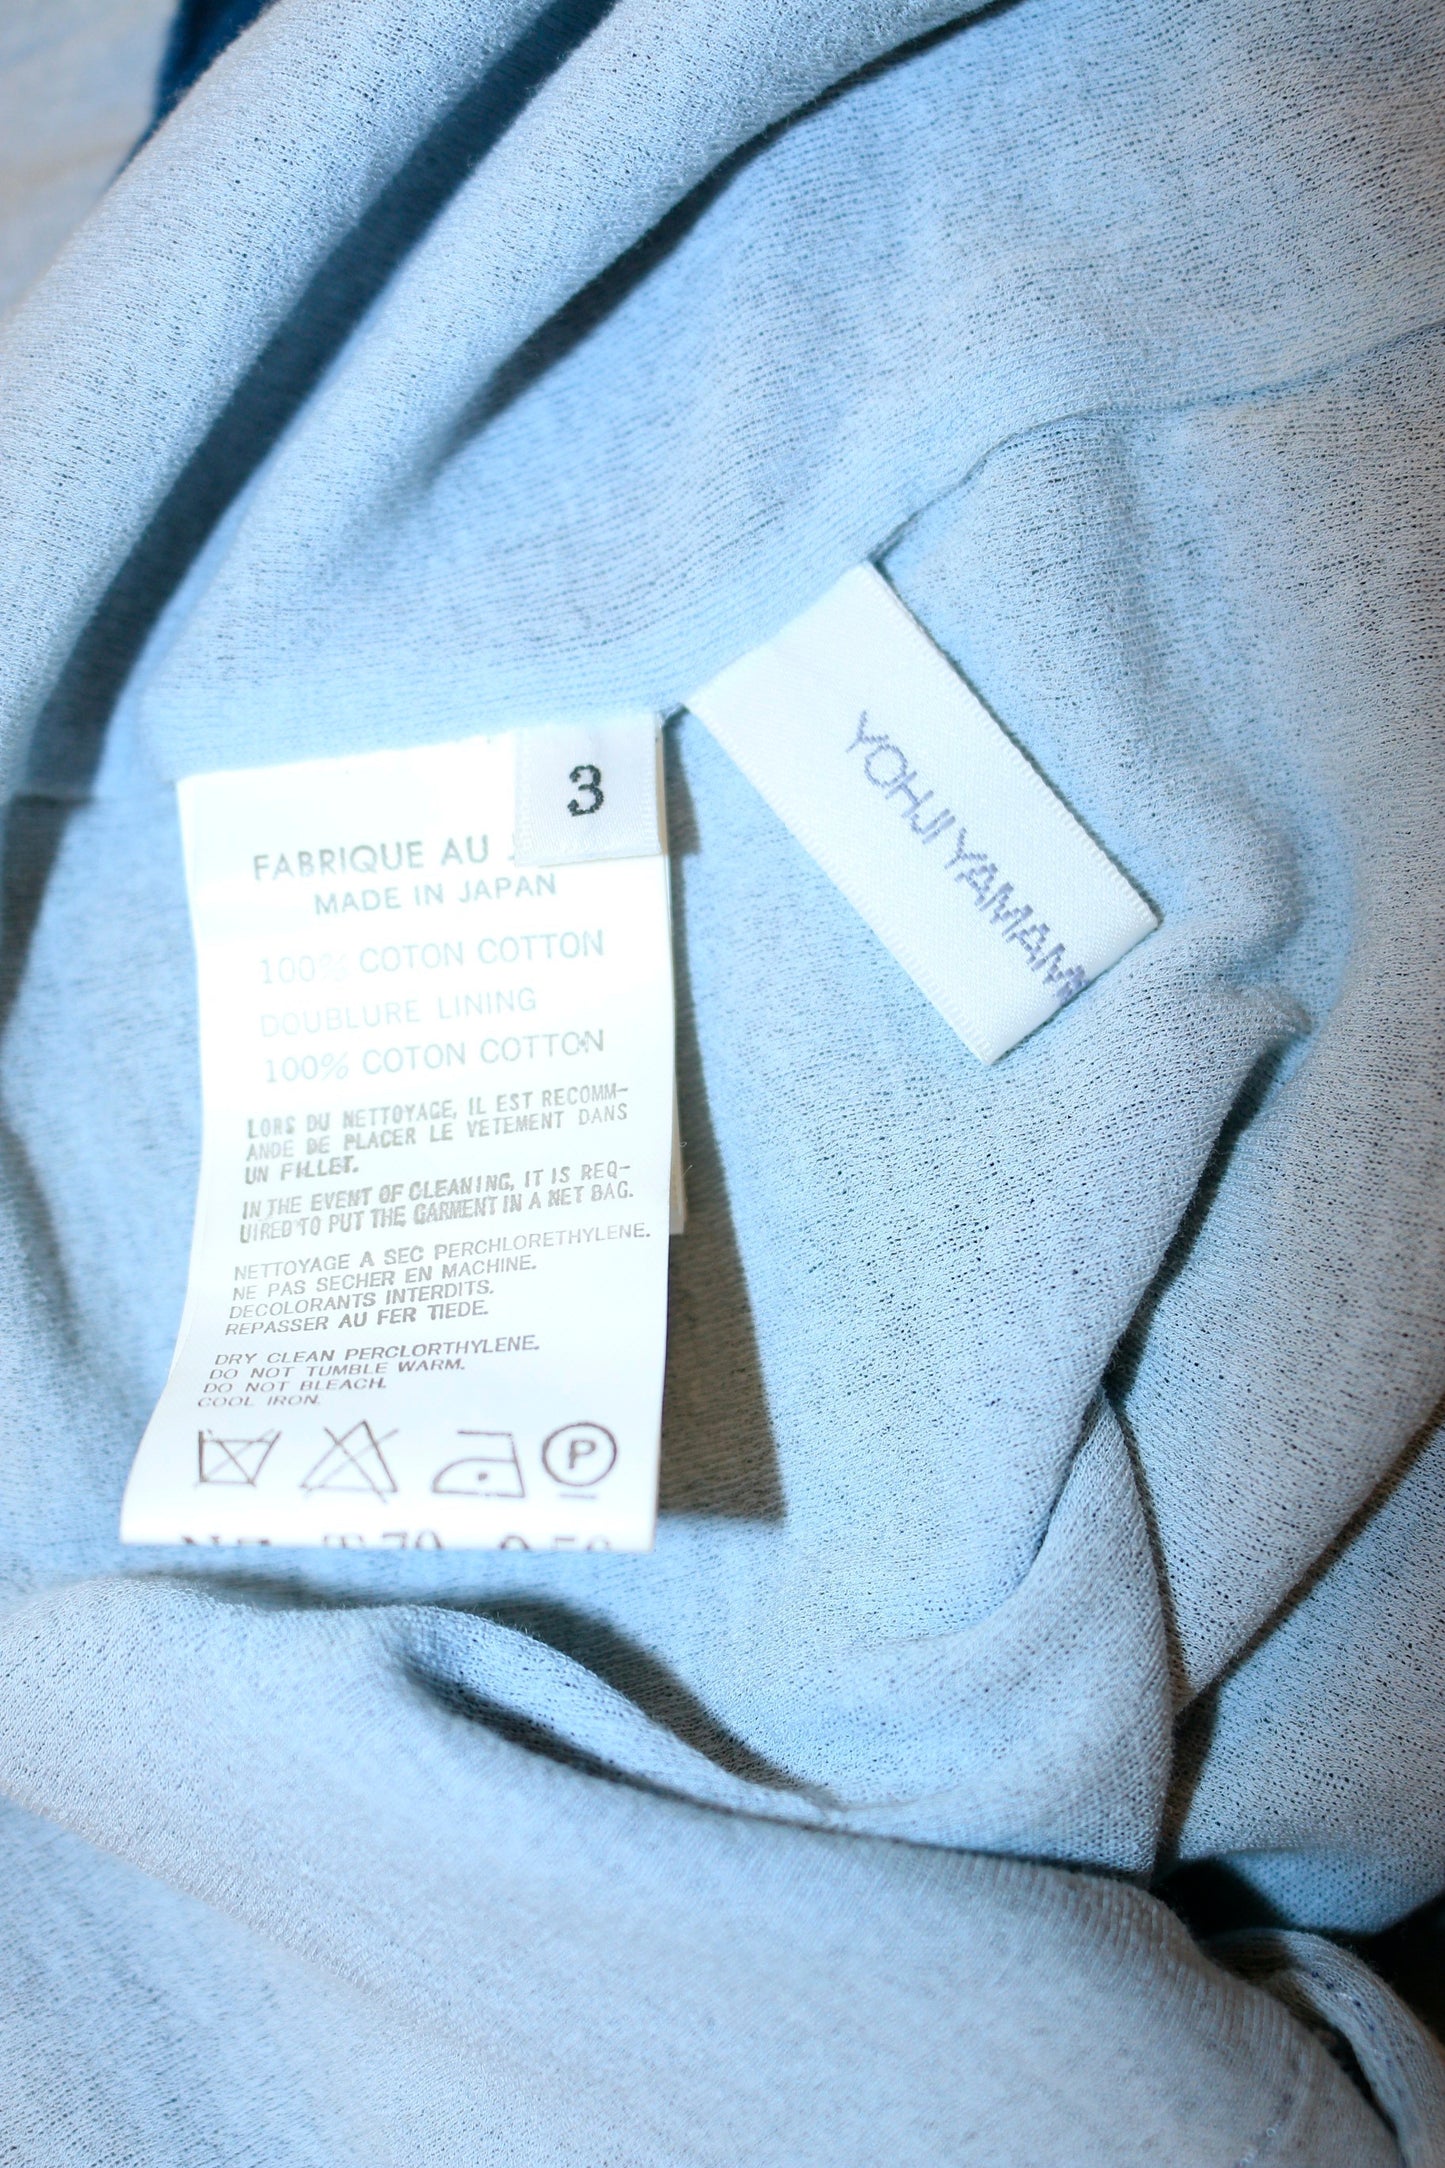 3
FABRIQUE AU
MADE IN JAPAN
100% COTON COTTON
DOUBLURE LINING
100% COTON COTTON
LORS DU NETTOYAGE, IL EST RECOMM-
ANDE DE PLACER LE VETEMENT DANS
UN FILLET.
IN THE EVENT OF CLEANING, IT IS REQ-
UIRED TO PUT THE GARMENT IN A NET BAG.
NETTOYAGE A SEC PERCHLORETHYLENE.
NE PAS SECHER EN MACHINE.
DECOLORANTS INTERDITS.
REPASSER AU FER TIEDE.
DRY CLEAN PERCLORTHYLENE.
DO NOT TUMBLE WARM.
DO NOT BLEACH.
COOL IRON.
P
YOHJI YAMAM